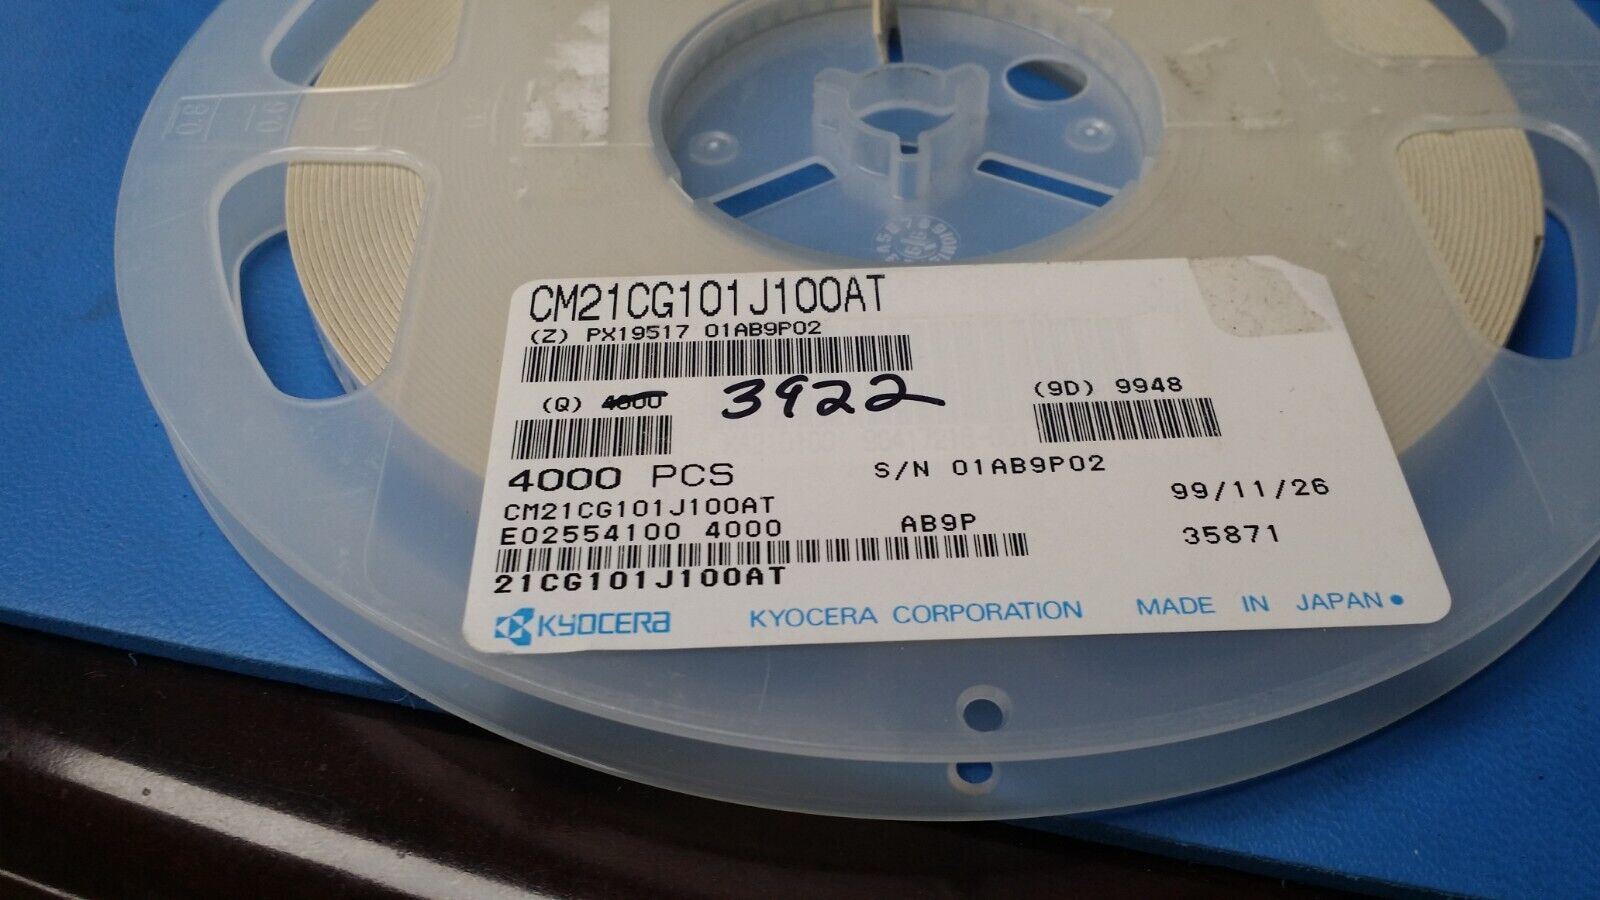 CM21CG101J100AT
(Z) PX19517 01AB9P02
(Q) 4000 3922
(9D) 9948
4000 PCS
S/N 01AB9P02
CM21CG101J100AT
99/11/26
E02554100 4000
AB9P
35871
21CG101J100AT
KYOCERA
KYOCERA CORPORATION
MADE IN JAPAN